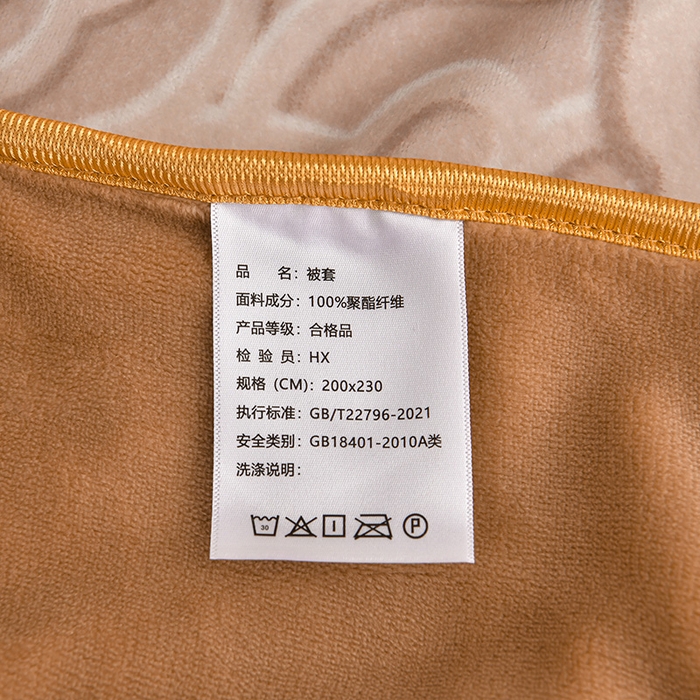 品 名：被套
面料成分：100%聚酯纤维
产品等级：合格品
检 验 员：HX
规格（CM）：200x230
执行标准：GB/T22796-2021
安全类别：GB18401-2010A类
洗涤说明：
30 P